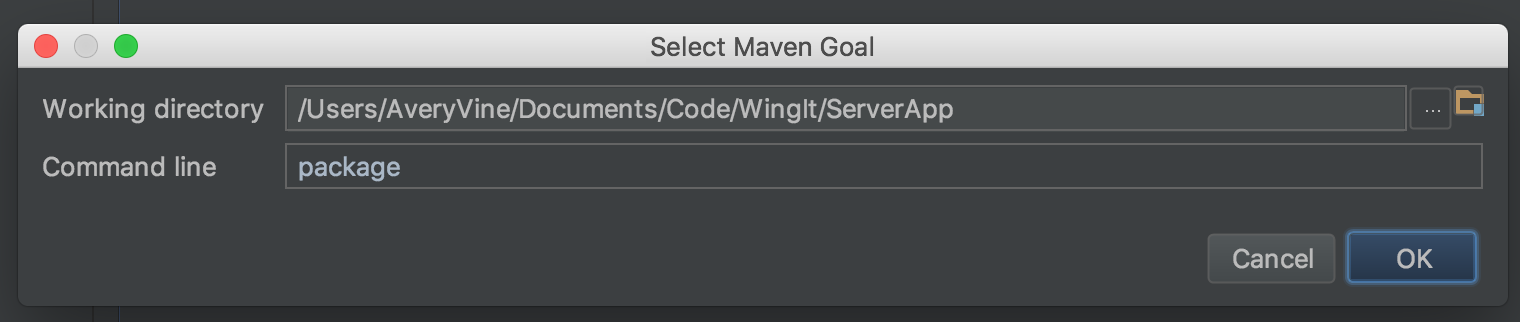 Select Maven Goal
Working directory /Users/AveryVine/Documents/Code/WingIt/ServerApp ...
Command line package
Cancel OK